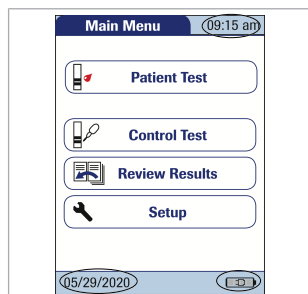 Main Menu 09:15 am
Patient Test
Control Test
Review Results
Setup
05/29/2020